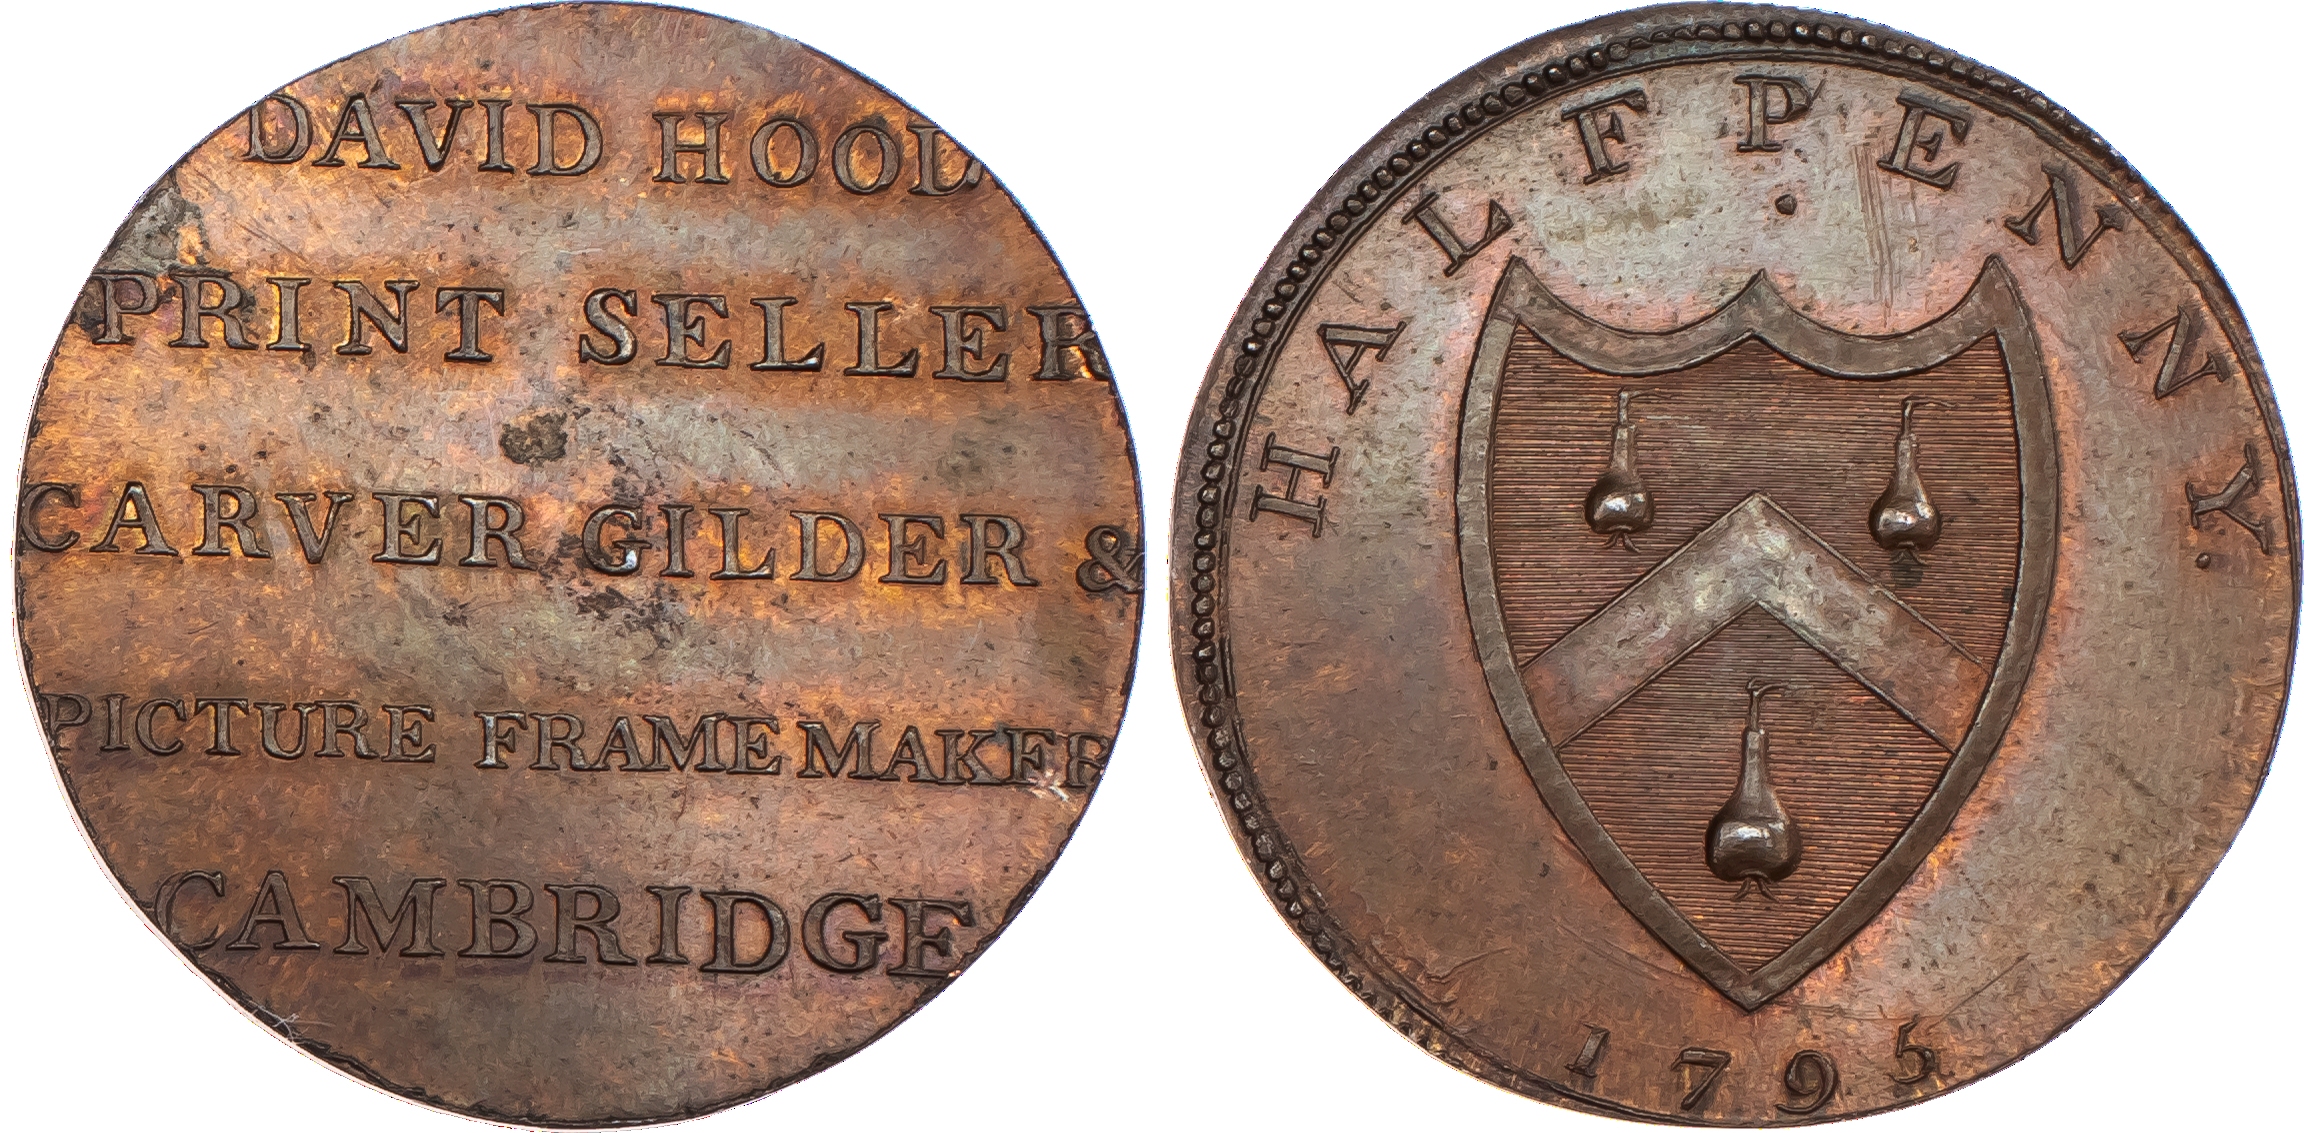 DAVID HOOD
PRINT SELLER
CARVER GILDER &
PICTURE FRAME MAKER
CAMBRIDGE
HALFPENNY.
1795